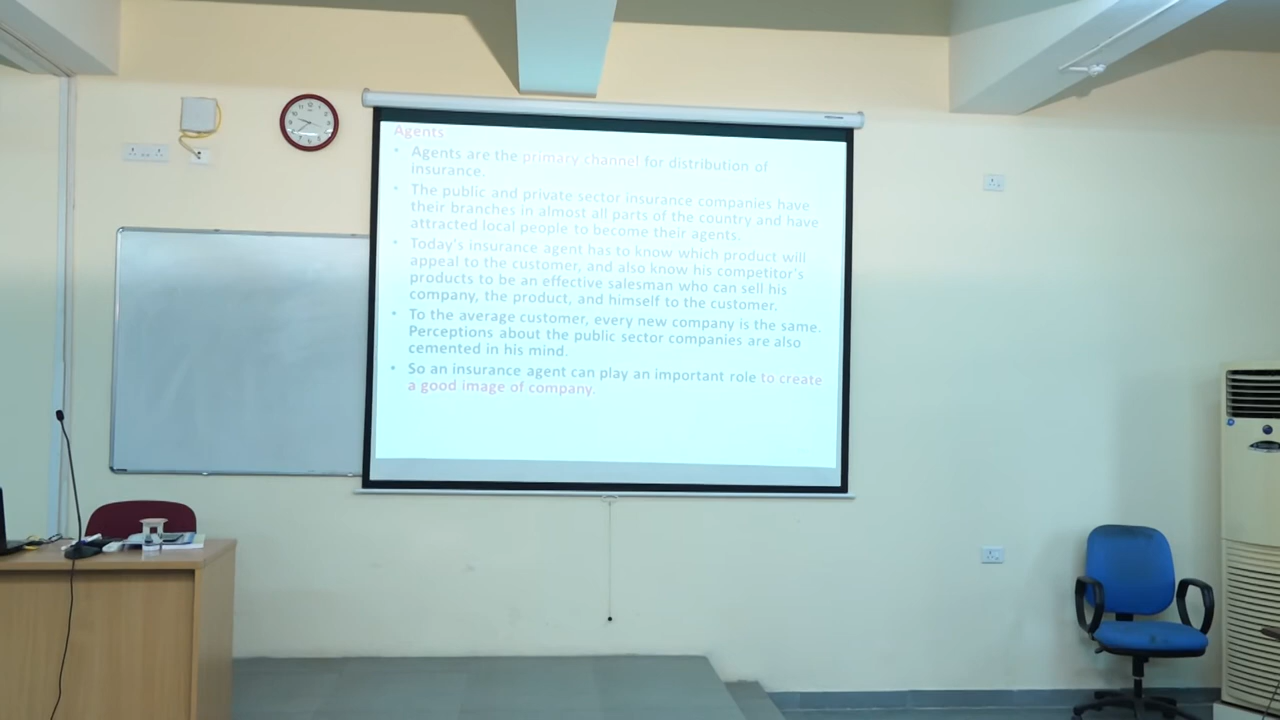 Agents
• Agents are the primary channel for distribution of
insurance.
• The public and private sector insurance companies have
their branches in almost all parts of the country and have
attracted local people to become their agents.
• Today's insurance agent has to know which product will
appeal to the customer, and also know his competitor's
products to be an effective salesman who can sell his
company, the product, and himself to the customer.
• To the average customer, every new company is the same.
Perceptions about the public sector companies are also
cemented in his mind.
• So an insurance agent can play an important role to create
a good image of company.